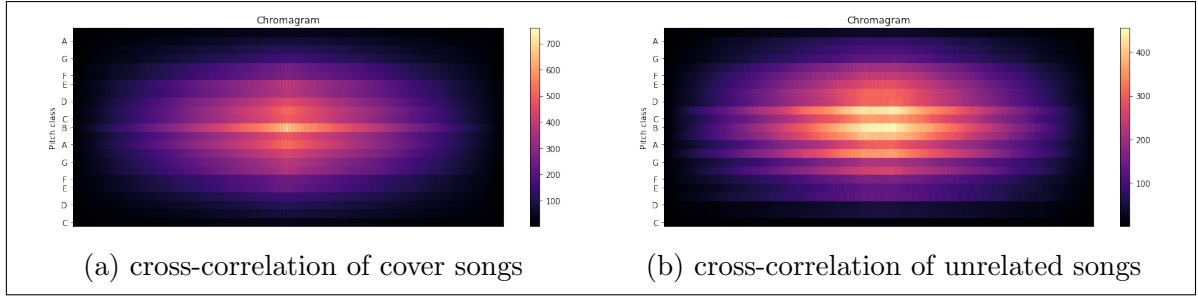 Chromagram
Pitch class
A
G
F
E
D
C
B
A
G
F
E
D
C
700
600
500
400
300
200
100
(a) cross-correlation of cover songs
Chromagram
Pitch class
A
G
F
E
D
C
B
A
G
F
E
D
C
400
300
200
100
(b) cross-correlation of unrelated songs